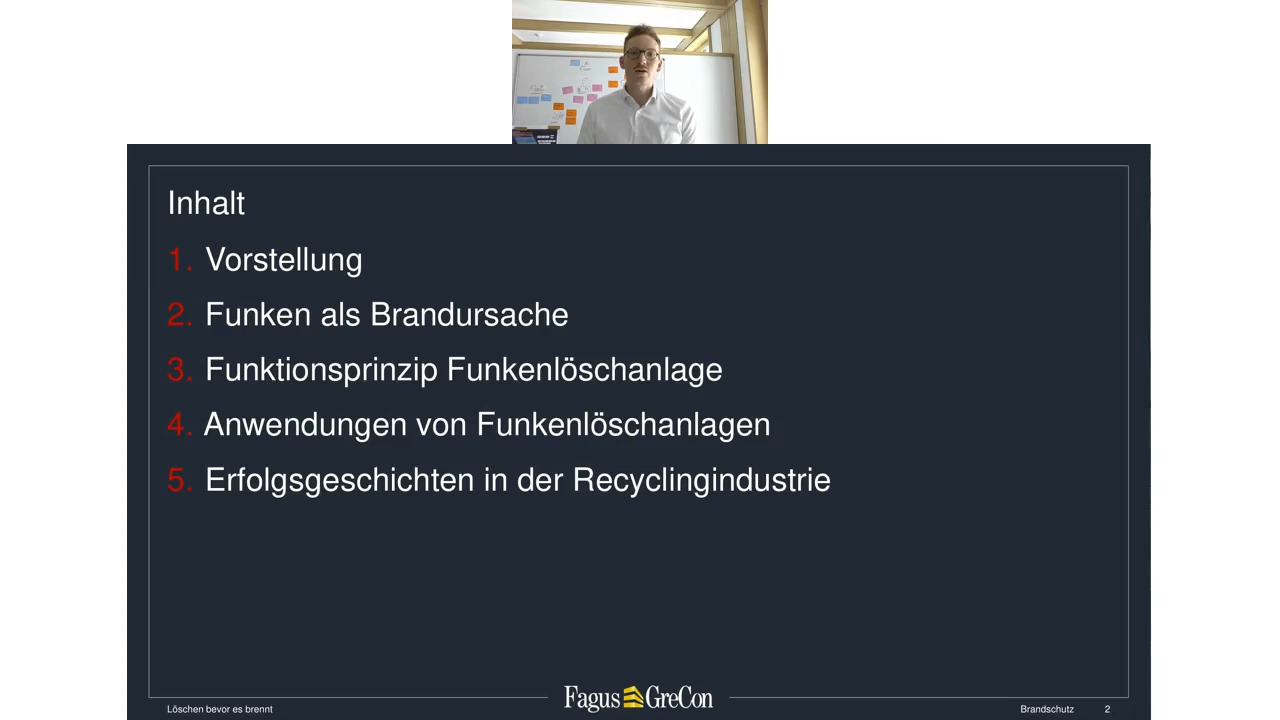 Inhalt
1. Vorstellung
2. Funken als Brandursache
3. Funktionsprinzip Funkenlöschanlage
4. Anwendungen von Funkenlöschanlagen
5. Erfolgsgeschichten in der Recyclingindustrie
Löschen bevor es brennt
Fagus GreCon
Brandschutz 2